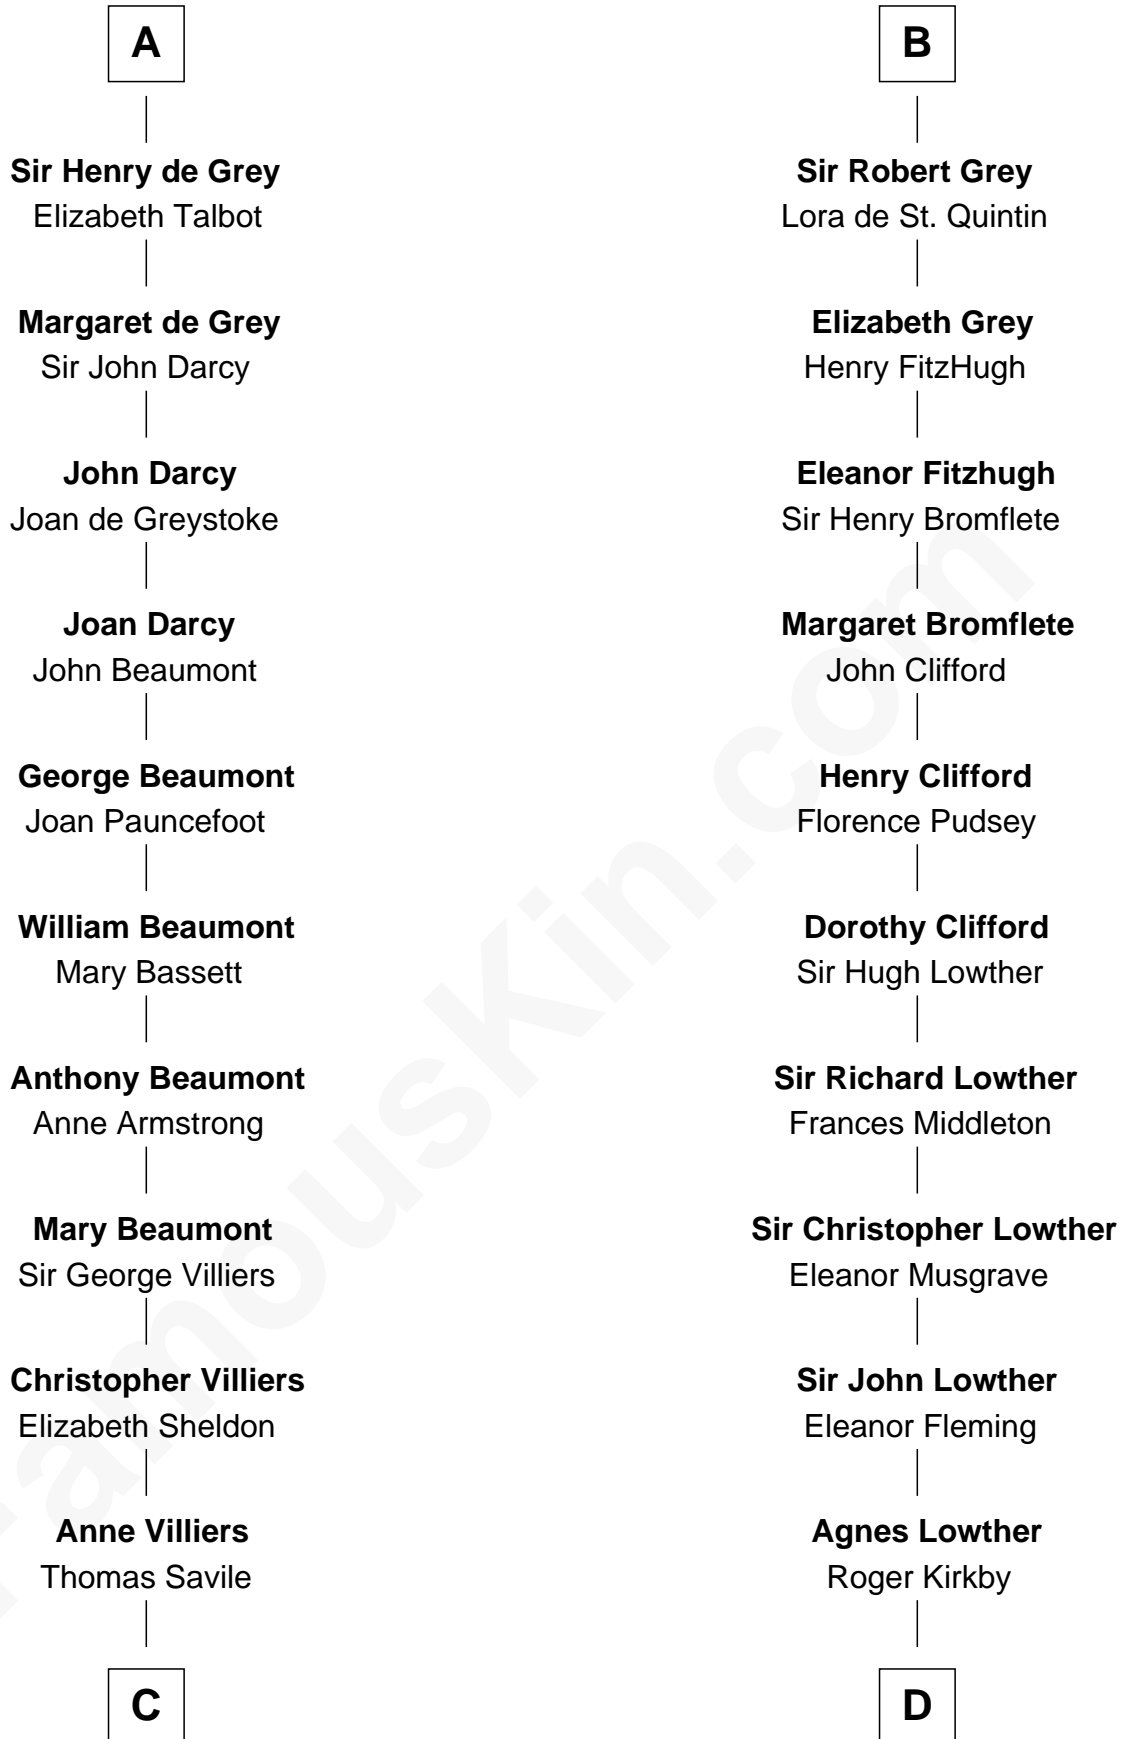 A
Sir Henry de Grey
Elizabeth Talbot
Margaret de Grey
Sir John Darcy
John Darcy
Joan de Greystoke
Joan Darcy
John Beaumont
George Beaumont
Joan Pauncefoot
William Beaumont
Mary Bassett
Anthony Beaumont
Anne Armstrong
Mary Beaumont
Sir George Villiers
Christopher Villiers
Elizabeth Sheldon
Anne Villiers
Thomas Savile
C
B
Sir Robert Grey
Lora de St. Quintin
Elizabeth Grey
Henry FitzHugh
Eleanor Fitzhugh
Sir Henry Bromflete
Margaret Bromflete
John Clifford
Henry Clifford
Florence Pudsey
Dorothy Clifford
Sir Hugh Lowther
Sir Richard Lowther
Frances Middleton
Sir Christopher Lowther
Eleanor Musgrave
Sir John Lowther
Eleanor Fleming
Agnes Lowther
Roger Kirkby
D
FamousKin.com